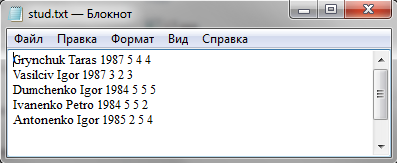 stud.txt — Блокнот
Файл Правка Формат Вид Справка
Grynchuk Taras 1987 5 4 4
Vasilciv Igor 1987 3 2 3
Dumchenko Igor 1984 5 5 5
Ivanenko Petro 1984 5 5 2
Antonenko Igor 1985 2 5 4